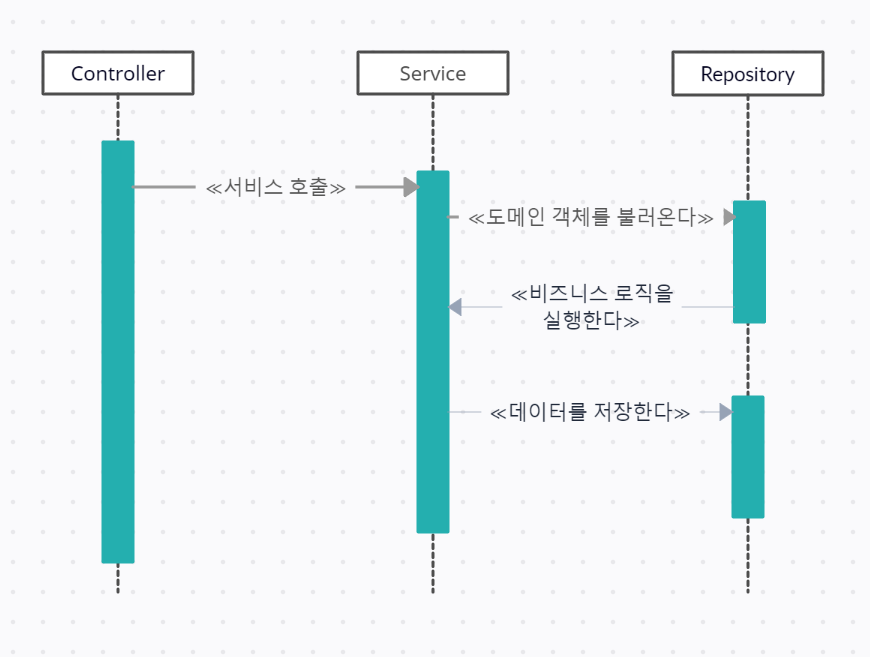 Controller
Service
Repository
≪서비스 호출≫
≪도메인 객체를 불러온다≫
≪비즈니스 로직을
실행한다≫
≪데이터를 저장한다≫